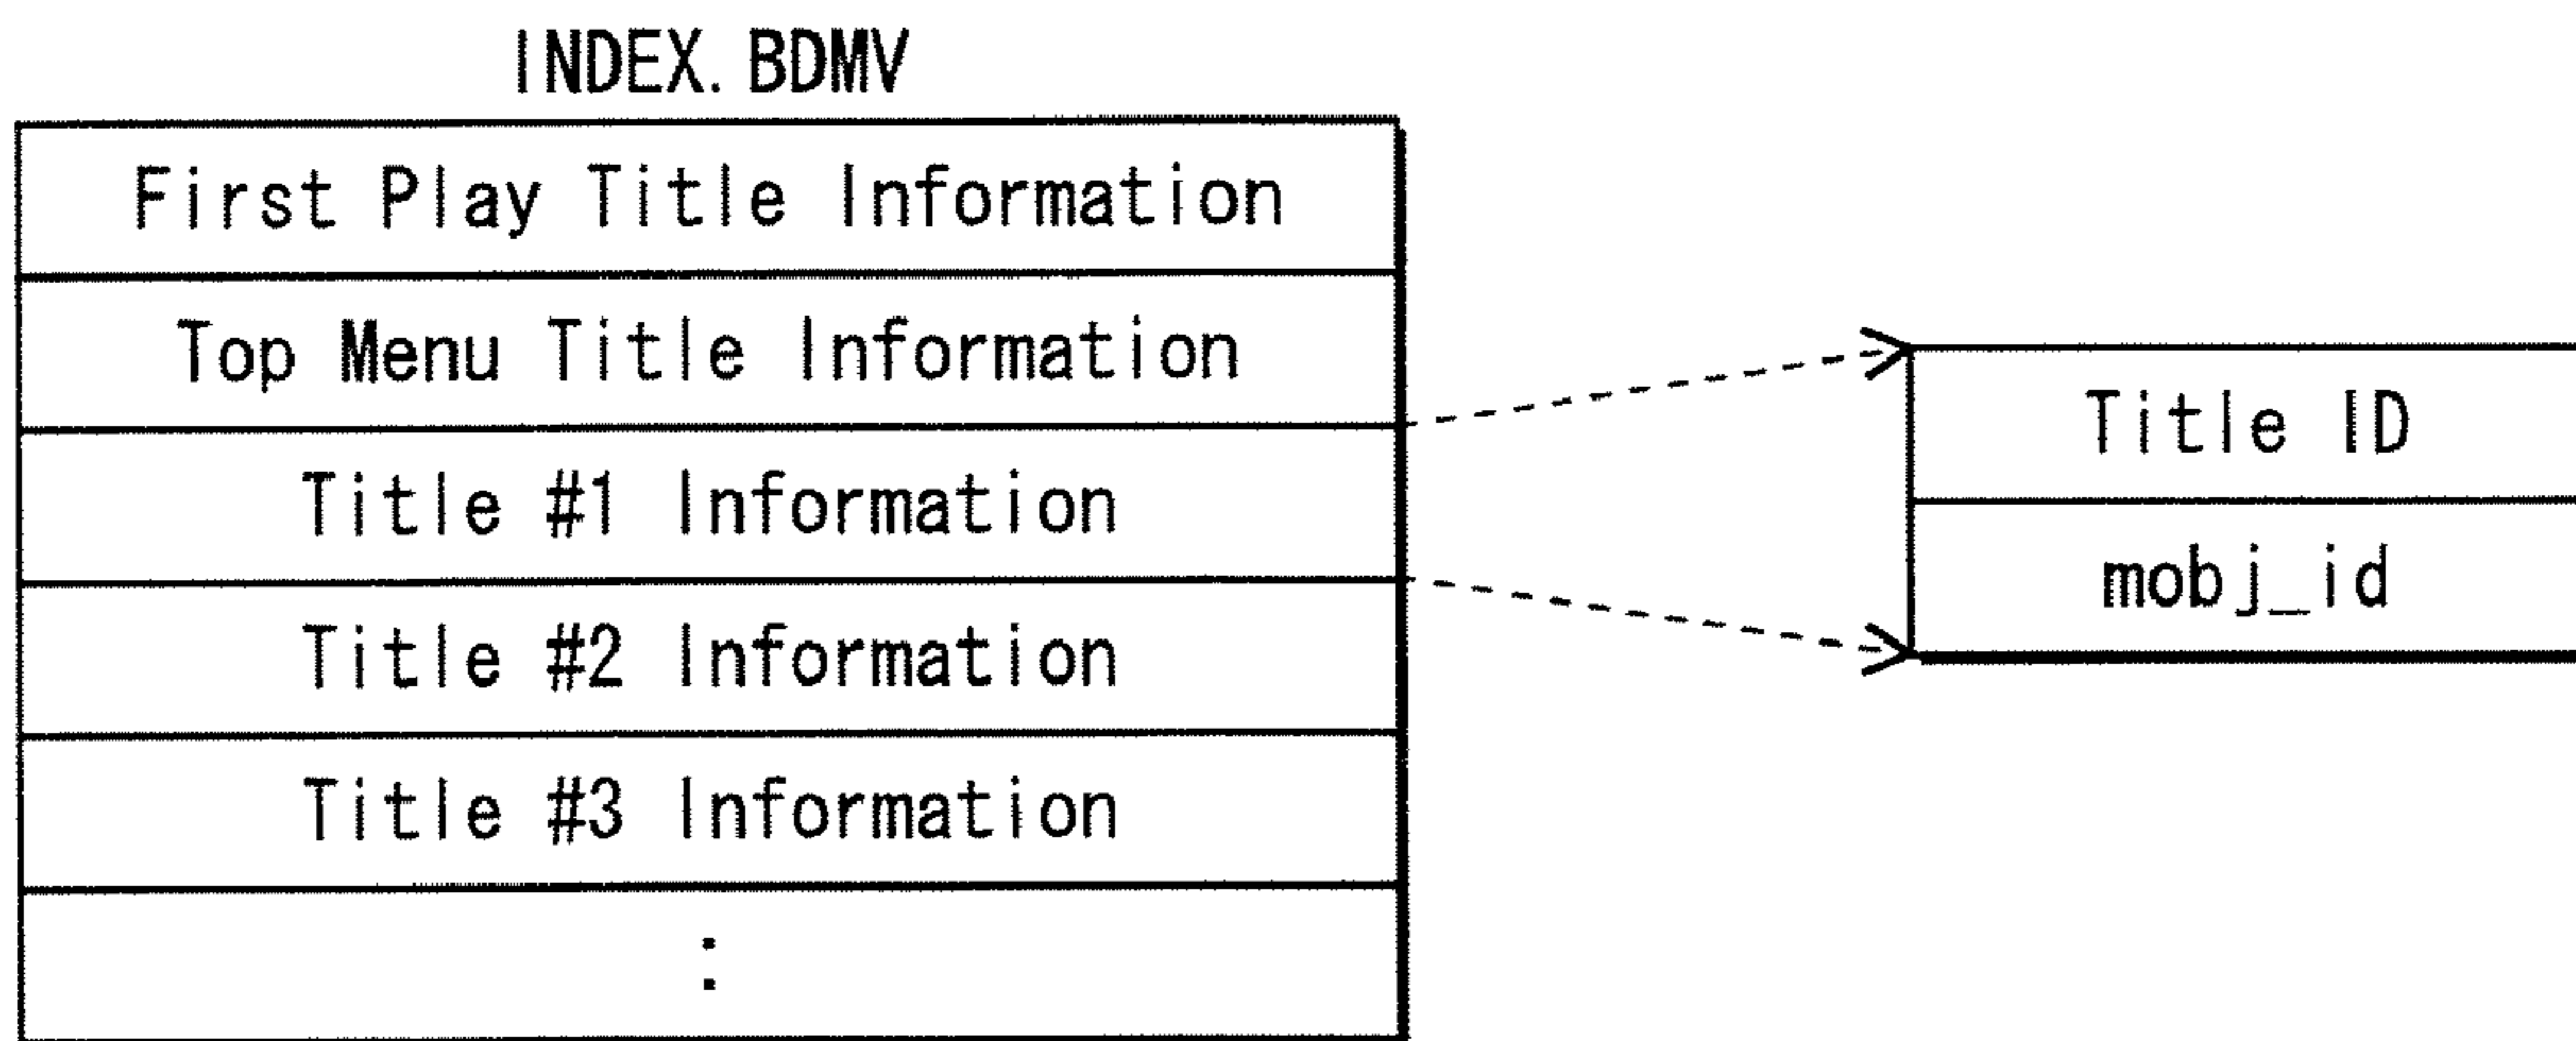 INDEX. BDMV
First Play Title Information
Top Menu Title Information
Title #1 Information
Title #2 Information
Title #3 Information
:
Title ID
mobj_id